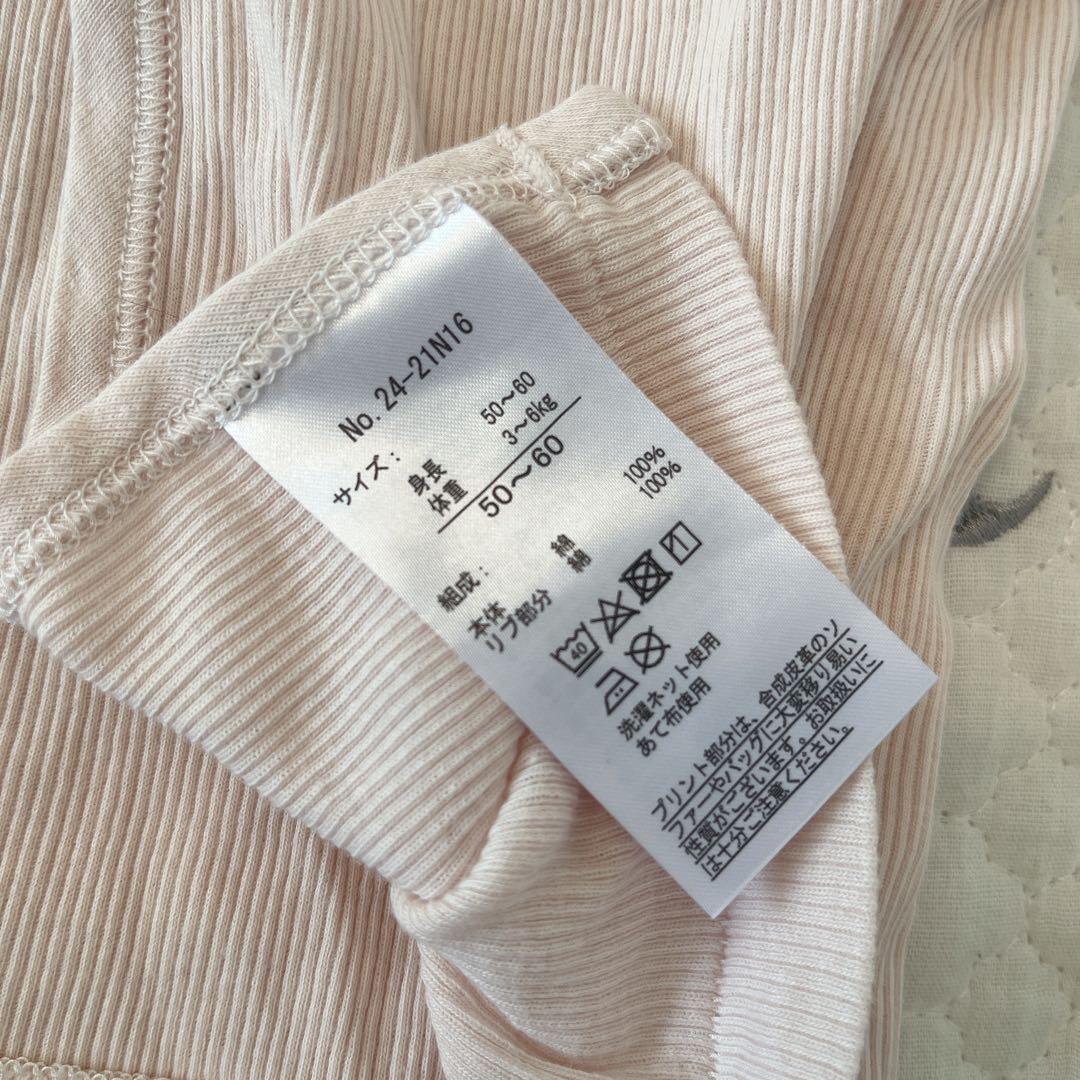 No. 24-21N16
サイズ：
身長 50～60
体重 3～6kg
50～60
組成：
本体 綿 100%
リブ部分 綿 100%
40
洗濯ネット使用
あて布使用
プリント部分は、合成皮革のソ
ファーやバッグに大変移り易い
性質がございます。お取扱いに
は十分ご注意ください。